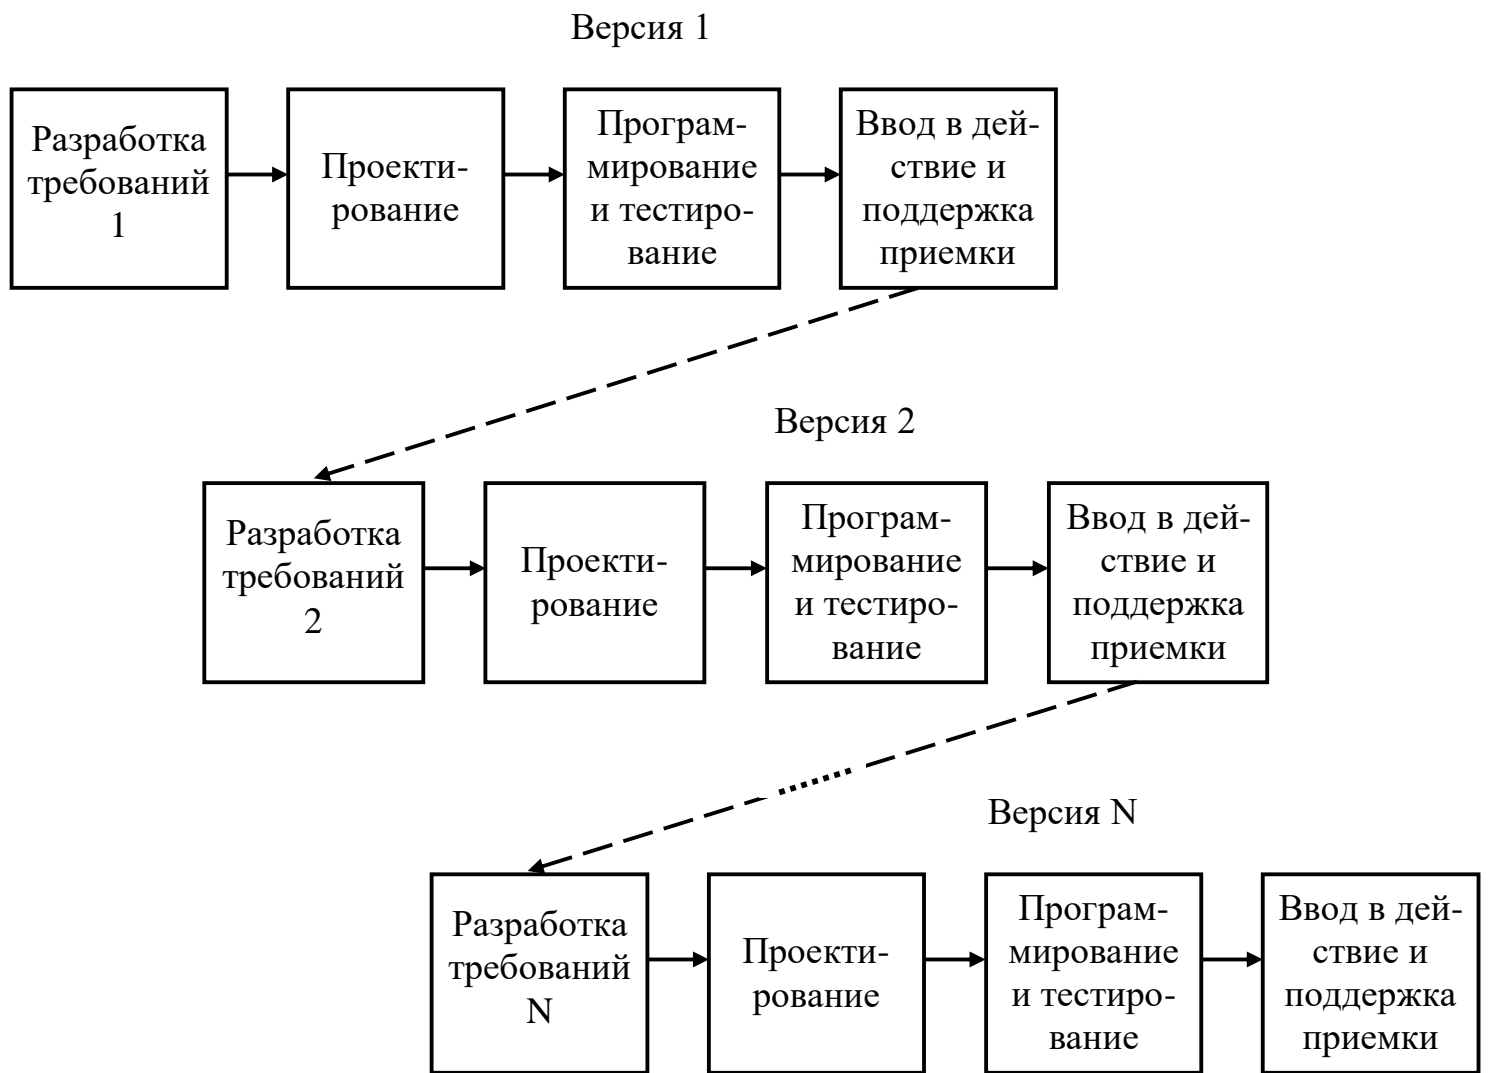 Версия 1
Разработка
требований
1
Проекти-
рование
Програм-
мирование
и тестиро-
вание
Ввод в дей-
ствие и
поддержка
приемки
Версия 2
Разработка
требований
2
Проекти-
рование
Програм-
мирование
и тестиро-
вание
Ввод в дей-
ствие и
поддержка
приемки
Версия N
Разработка
требований
N
Проекти-
рование
Програм-
мирование
и тестиро-
вание
Ввод в дей-
ствие и
поддержка
приемки